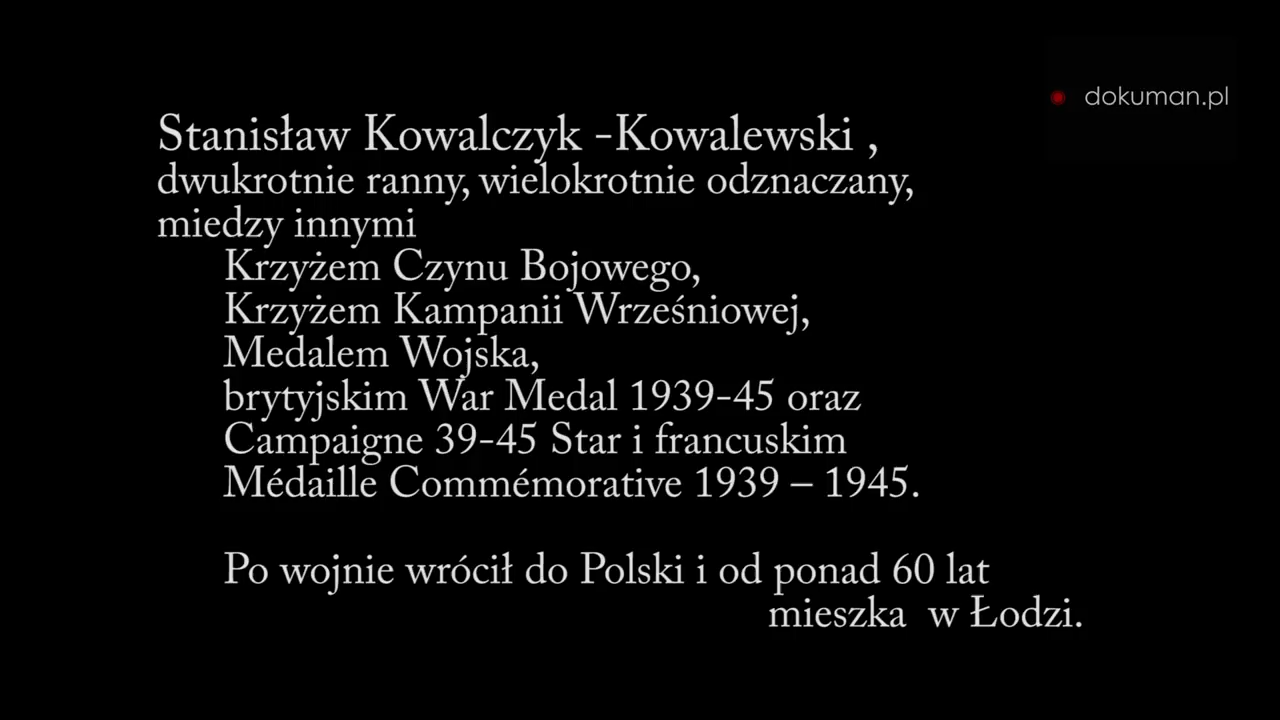 dokuman.pl
Stanisław Kowalczyk -Kowalewski ,
dwukrotnie ranny, wielokrotnie odznaczany,
miedzy innymi
Krzyżem Czynu Bojowego,
Krzyżem Kampanii Wrześniowej,
Medalem Wojska,
brytyjskim War Medal 1939-45 oraz
Campaigne 39-45 Star i francuskim
Médaille Commémorative 1939 – 1945.
Po wojnie wrócił do Polski i od ponad 60 lat
mieszka w Łodzi.